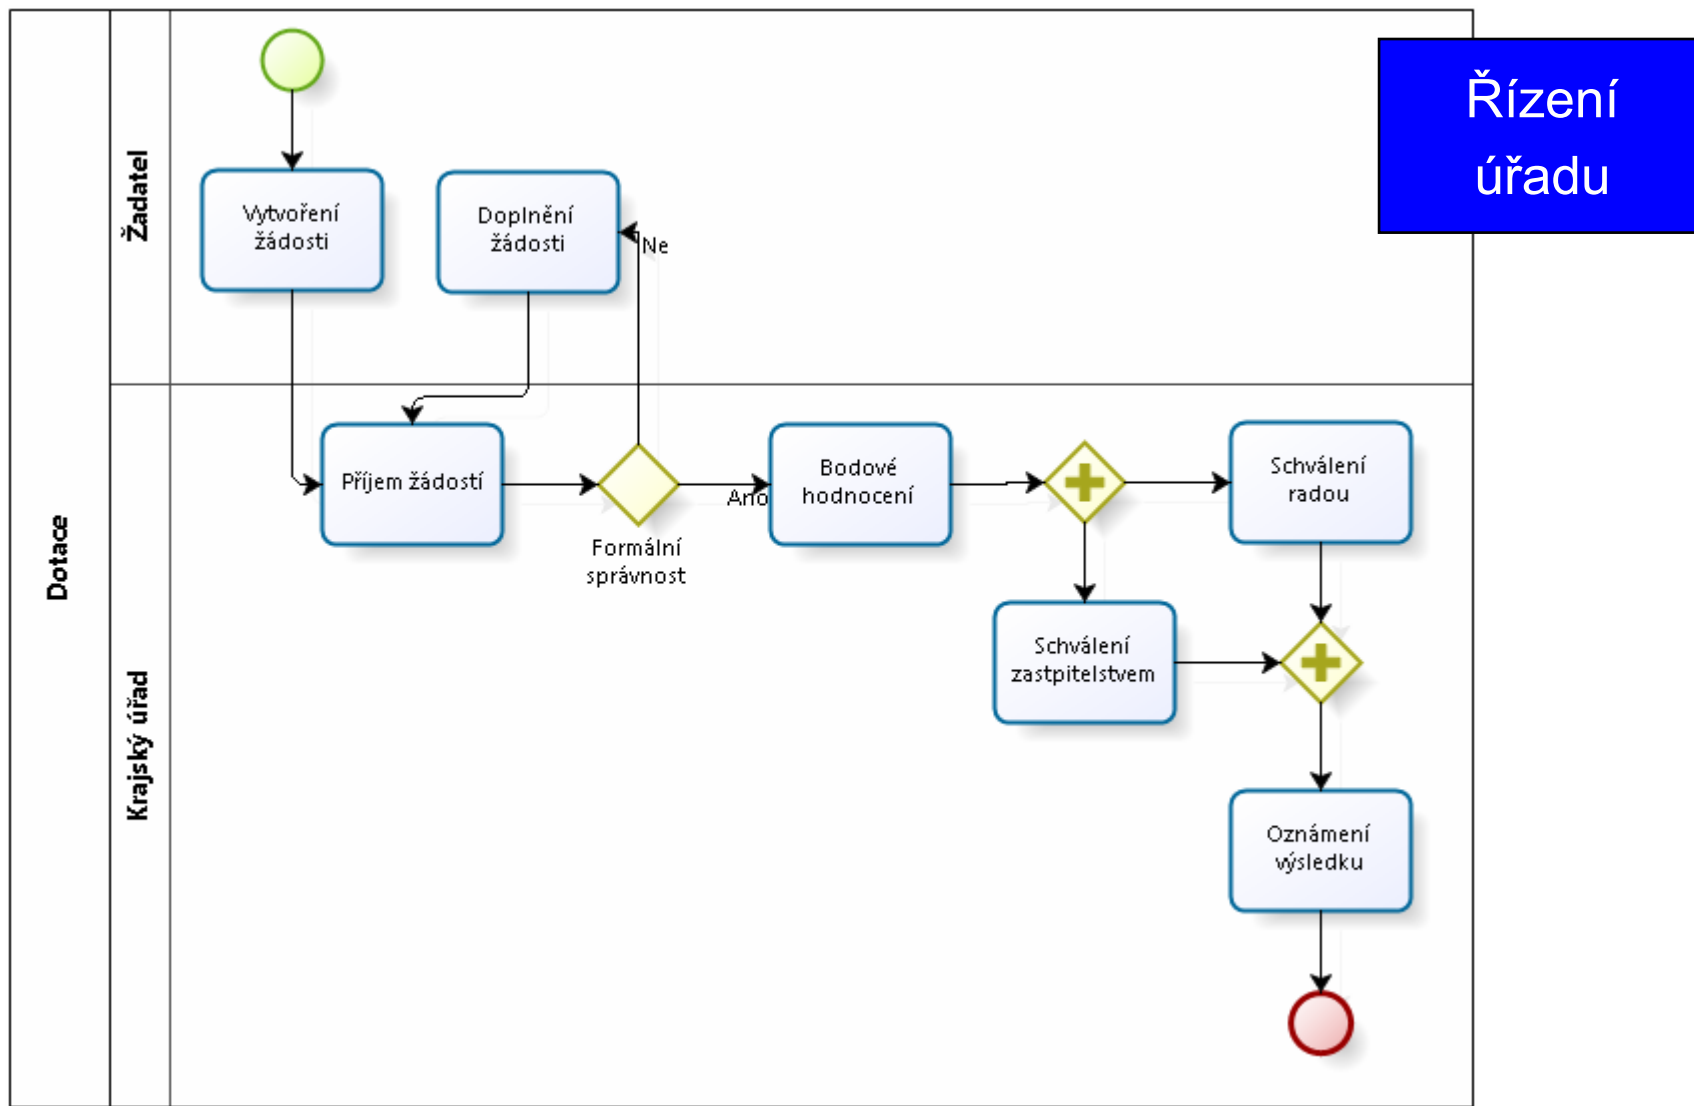 Řízení
úřadu
Dotace
Žadatel
Vytvoření
žádosti
Doplnění
žádosti
Ne
Krajský úřad
Příjem žádostí
Formální
správnost
Ano
Bodové
hodnocení
Schválení
radou
Schválení
zastpitelstvem
Oznámení
výsledku